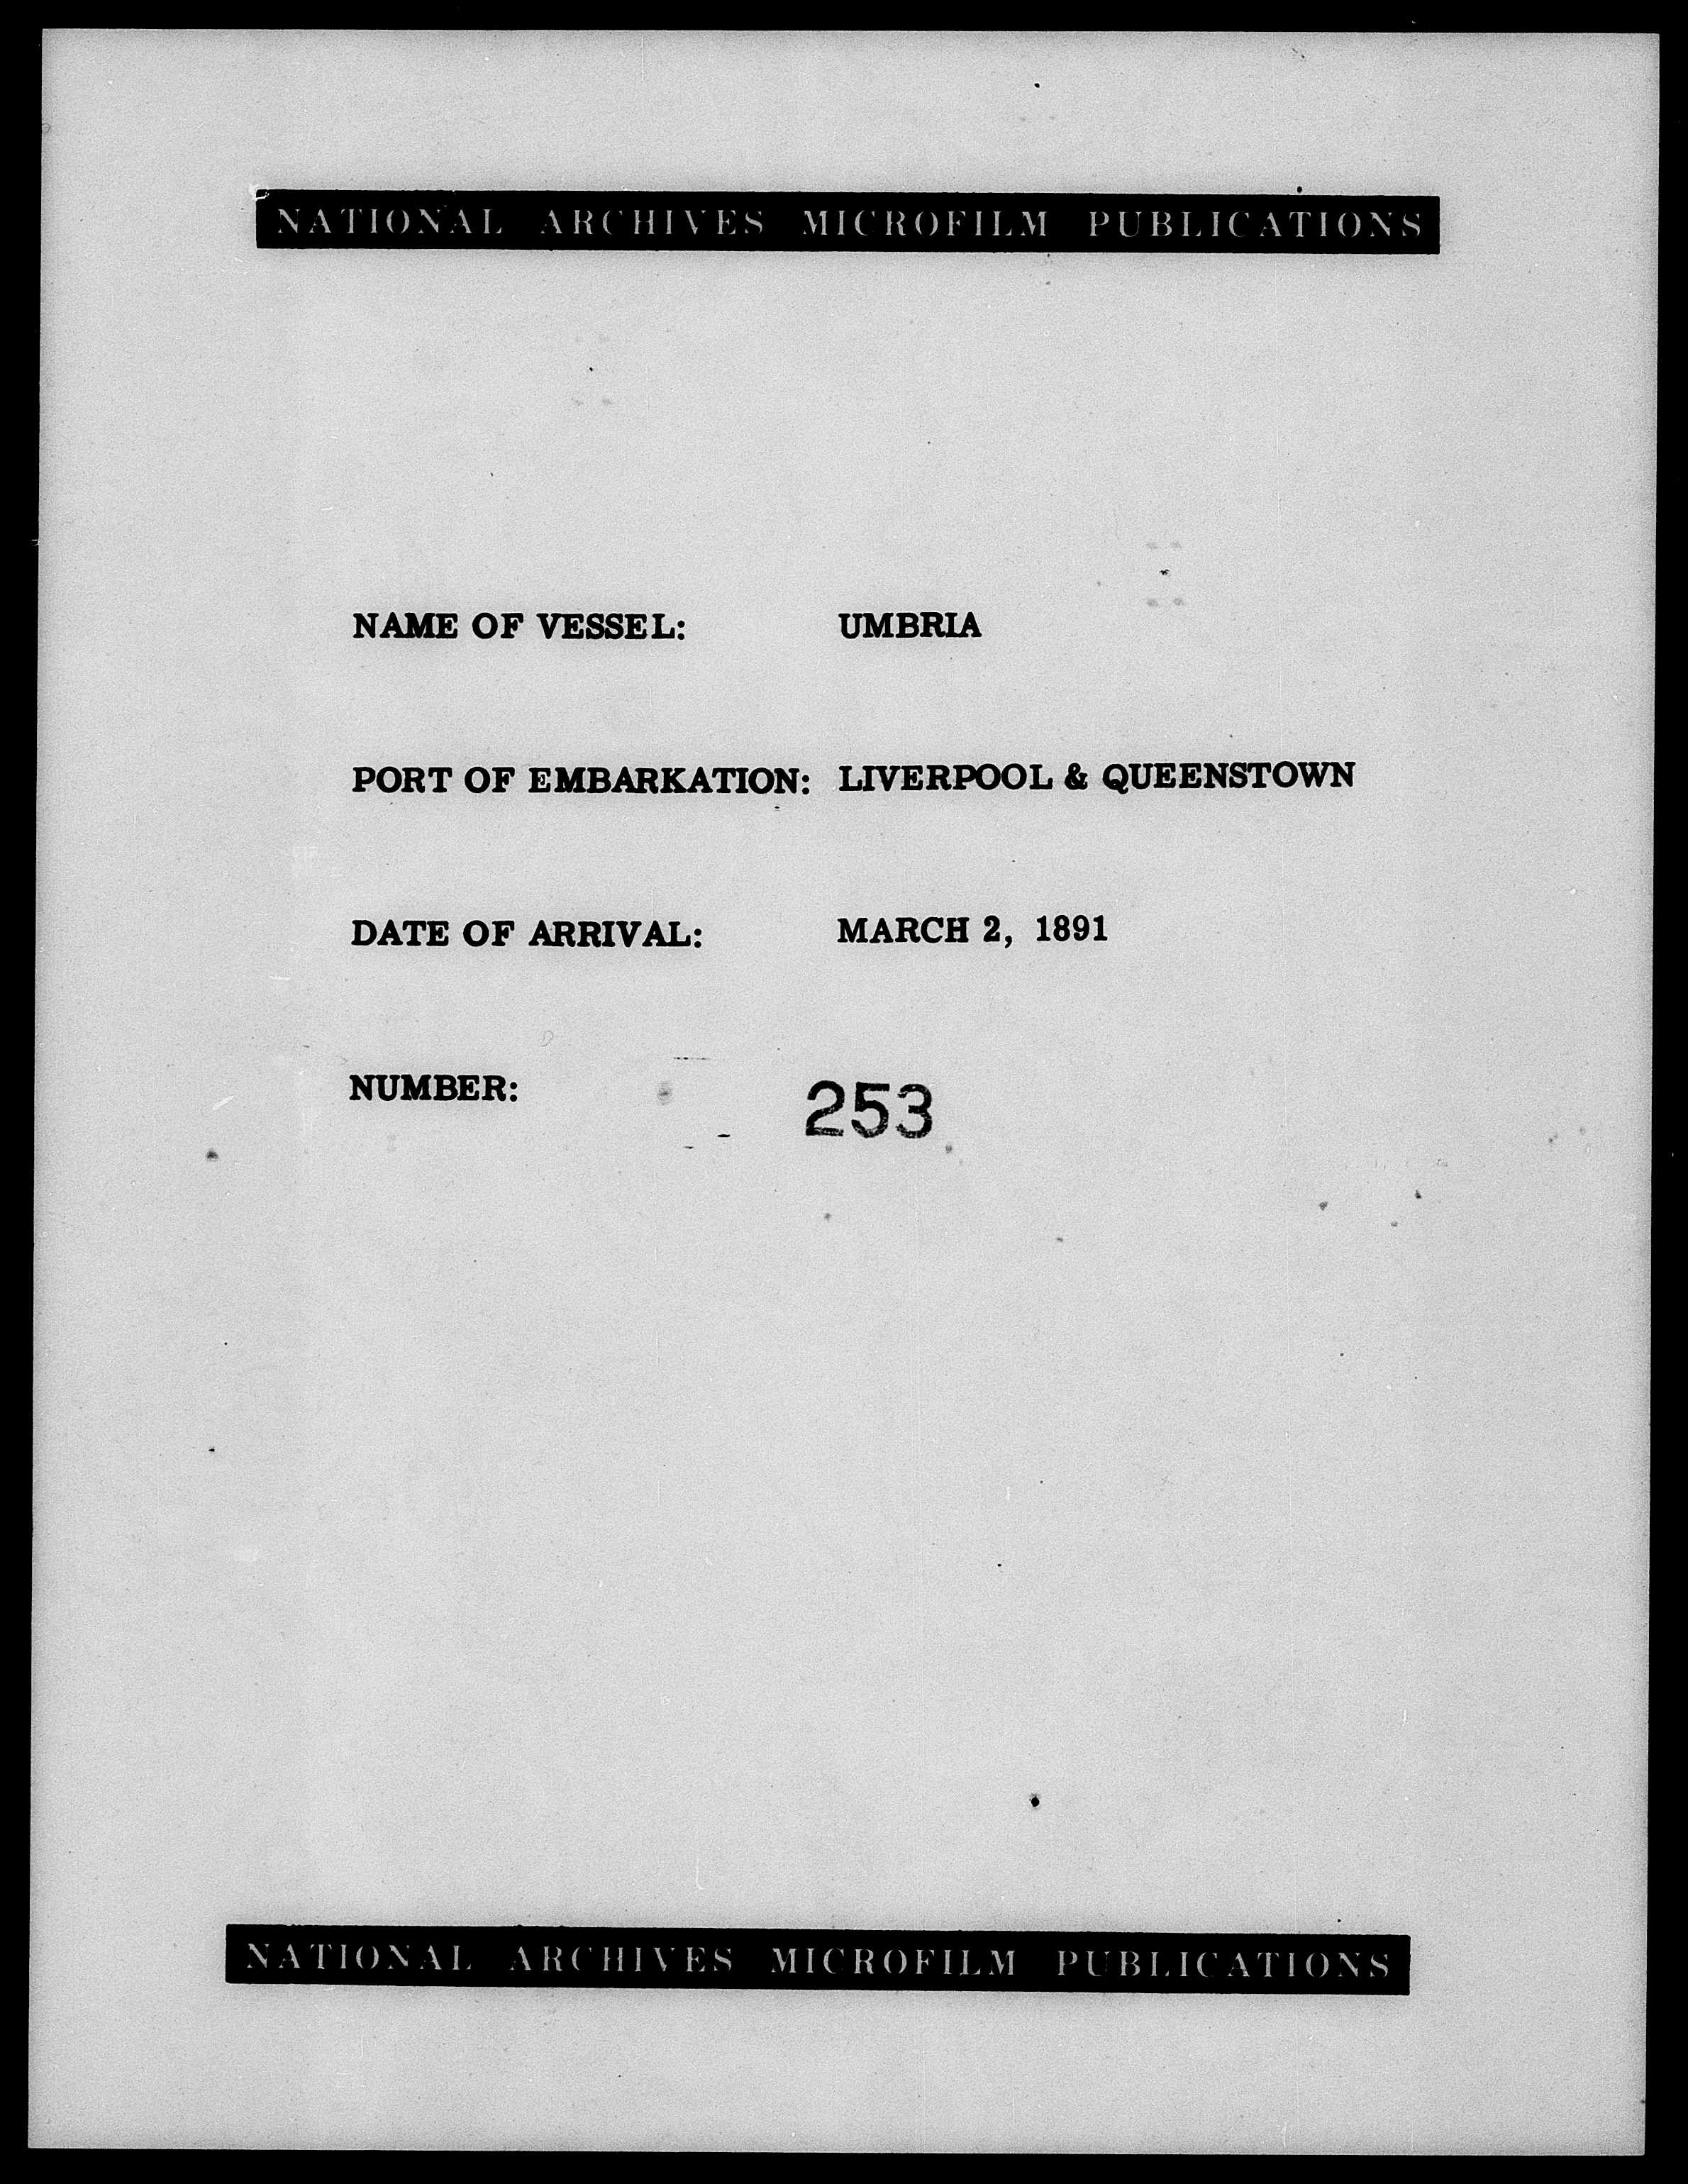 NATIONAL ARCHIVES MICROFILM PUBLICATIONS
NAME OF VESSEL: UMBRIA
PORT OF EMBARKATION: LIVERPOOL & QUEENSTOWN
DATE OF ARRIVAL: MARCH 2, 1891
NUMBER: 253
NATIONAL ARCHIVES MICROFILM PUBLICATIONS